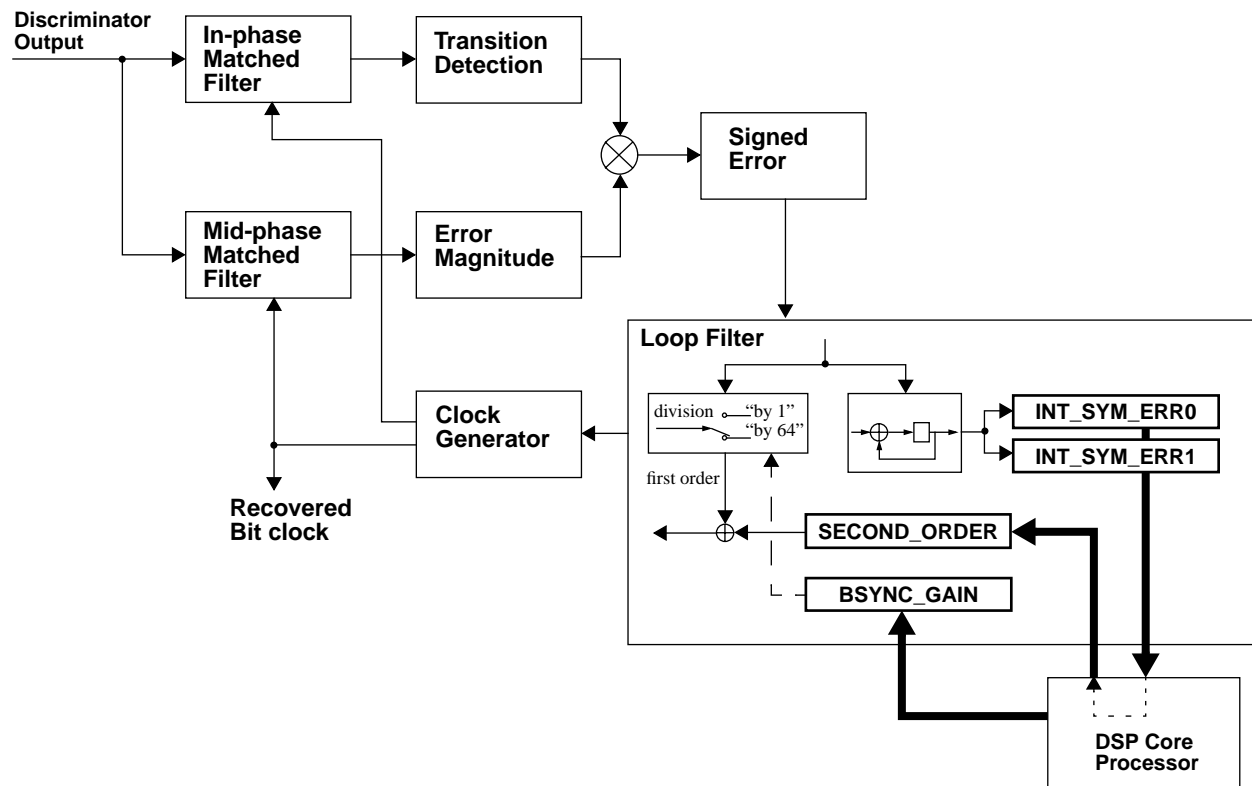 Discriminator
Output
In-phase
Matched
Filter
Transition
Detection
Signed
Error
Mid-phase
Matched
Filter
Error
Magnitude
Loop Filter
Clock
Generator
division
“by 1”
“by 64”
first order
INT_SYM_ERR0
INT_SYM_ERR1
Recovered
Bit clock
SECOND_ORDER
BSYNC_GAIN
DSP Core
Processor